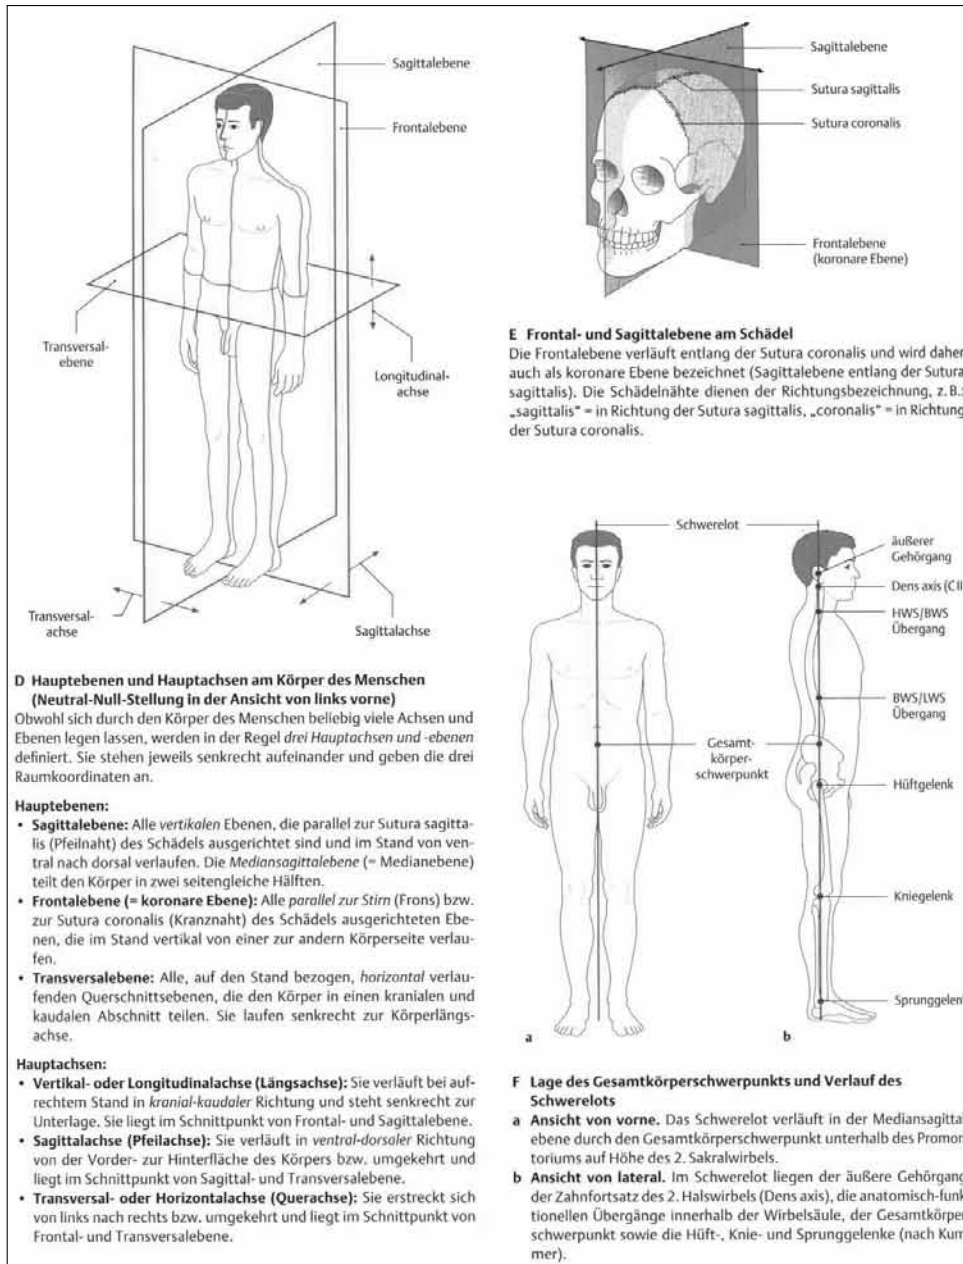 Sagittalebene
Frontalebene
Transversal-
ebene
Longitudinal-
achse
Transversal-
achse
Sagittalachse
D Hauptebenen und Hauptachsen am Körper des Menschen
(Neutral-Null-Stellung in der Ansicht von links vorne)
Obwohl sich durch den Körper des Menschen beliebig viele Achsen und
Ebenen legen lassen, werden in der Regel drei Hauptachsen und -ebenen
definiert. Sie stehen jeweils senkrecht aufeinander und geben die drei
Raumkoordinaten an.
Hauptebenen:
• Sagittalebene: Alle vertikalen Ebenen, die parallel zur Sutura sagitta-
lis (Pfeilnaht) des Schädels ausgerichtet sind und im Stand von ven-
tral nach dorsal verlaufen. Die Mediansagittalebene (= Medianebene)
teilt den Körper in zwei seitengleiche Hälften.
• Frontalebene (= koronare Ebene): Alle parallel zur Stirn (Frons) bzw.
zur Sutura coronalis (Kranznaht) des Schädels ausgerichteten Ebe-
nen, die im Stand vertikal von einer zur andern Körperseite verlau-
fen.
• Transversalebene: Alle, auf den Stand bezogen, horizontal verlau-
fenden Querschnittsebenen, die den Körper in einen kranialen und
kaudalen Abschnitt teilen. Sie laufen senkrecht zur Körperlängs-
achse.
Hauptachsen:
• Vertikal- oder Longitudinalachse (Längsachse): Sie verläuft bei auf-
rechtem Stand in kranial-kaudaler Richtung und steht senkrecht zur
Unterlage. Sie liegt im Schnittpunkt von Frontal- und Sagittalebene.
• Sagittalachse (Pfeilachse): Sie verläuft in ventral-dorsaler Richtung
von der Vorder- zur Hinterfläche des Körpers bzw. umgekehrt und
liegt im Schnittpunkt von Sagittal- und Transversalebene.
• Transversal- oder Horizontalachse (Querachse): Sie erstreckt sich
von links nach rechts bzw. umgekehrt und liegt im Schnittpunkt von
Frontal- und Transversalebene.
Sagittalebene
Sutura sagittalis
Sutura coronalis
Frontalebene
(koronare Ebene)
E Frontal- und Sagittalebene am Schädel
Die Frontalebene verläuft entlang der Sutura coronalis und wird daher
auch als koronare Ebene bezeichnet (Sagittalebene entlang der Sutura
sagittalis). Die Schädelnähte dienen der Richtungsbezeichnung, z. B.:
„sagittalis“ = in Richtung der Sutura sagittalis, „coronalis“ = in Richtung
der Sutura coronalis.
Schwerelot
äußerer
Gehörgang
Dens axis (C II
HWS/BWS
Übergang
BWS/LWS
Übergang
Gesamt-
körper-
schwerpunkt
Hüftgelenk
Kniegelenk
Sprunggelenk
a
b
F Lage des Gesamtkörperschwerpunkts und Verlauf des
Schwerelots
a Ansicht von vorne. Das Schwerelot verläuft in der Mediansagittal
ebene durch den Gesamtkörperschwerpunkt unterhalb des Promon
toriums auf Höhe des 2. Sakralwirbels.
b Ansicht von lateral. Im Schwerelot liegen der äußere Gehörgang
der Zahnfortsatz des 2. Halswirbels (Dens axis), die anatomisch-funk
tionellen Übergänge innerhalb der Wirbelsäule, der Gesamtkörper
schwerpunkt sowie die Hüft-, Knie- und Sprunggelenke (nach Kum
mer).